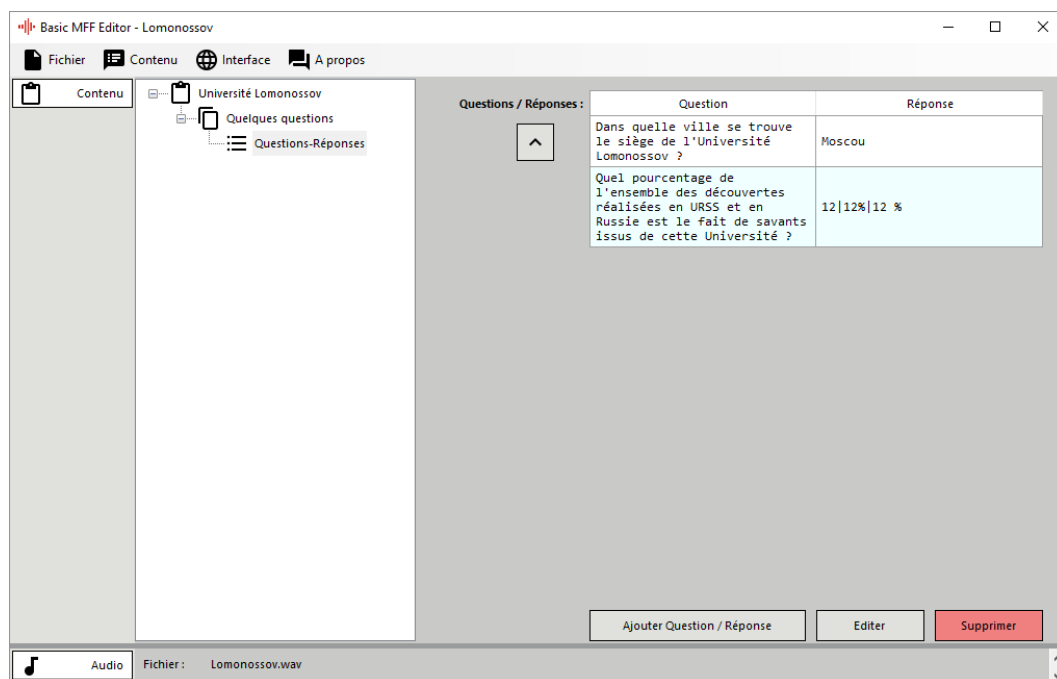 Basic MFF Editor - Lomonossov
Fichier Contenu Interface A propos
Contenu
Université Lomonossov
Quelques questions
Questions-Réponses
Questions / Réponses :
Question Réponse
Dans quelle ville se trouve
le siège de l'Université
Lomonossov ?
Moscou
Quel pourcentage de
l'ensemble des découvertes
réalisées en URSS et en
Russie est le fait de savants
issus de cette Université ?
12|12%|12 %
Ajouter Question / Réponse Editer Supprimer
Audio Fichier : Lomonossov.wav